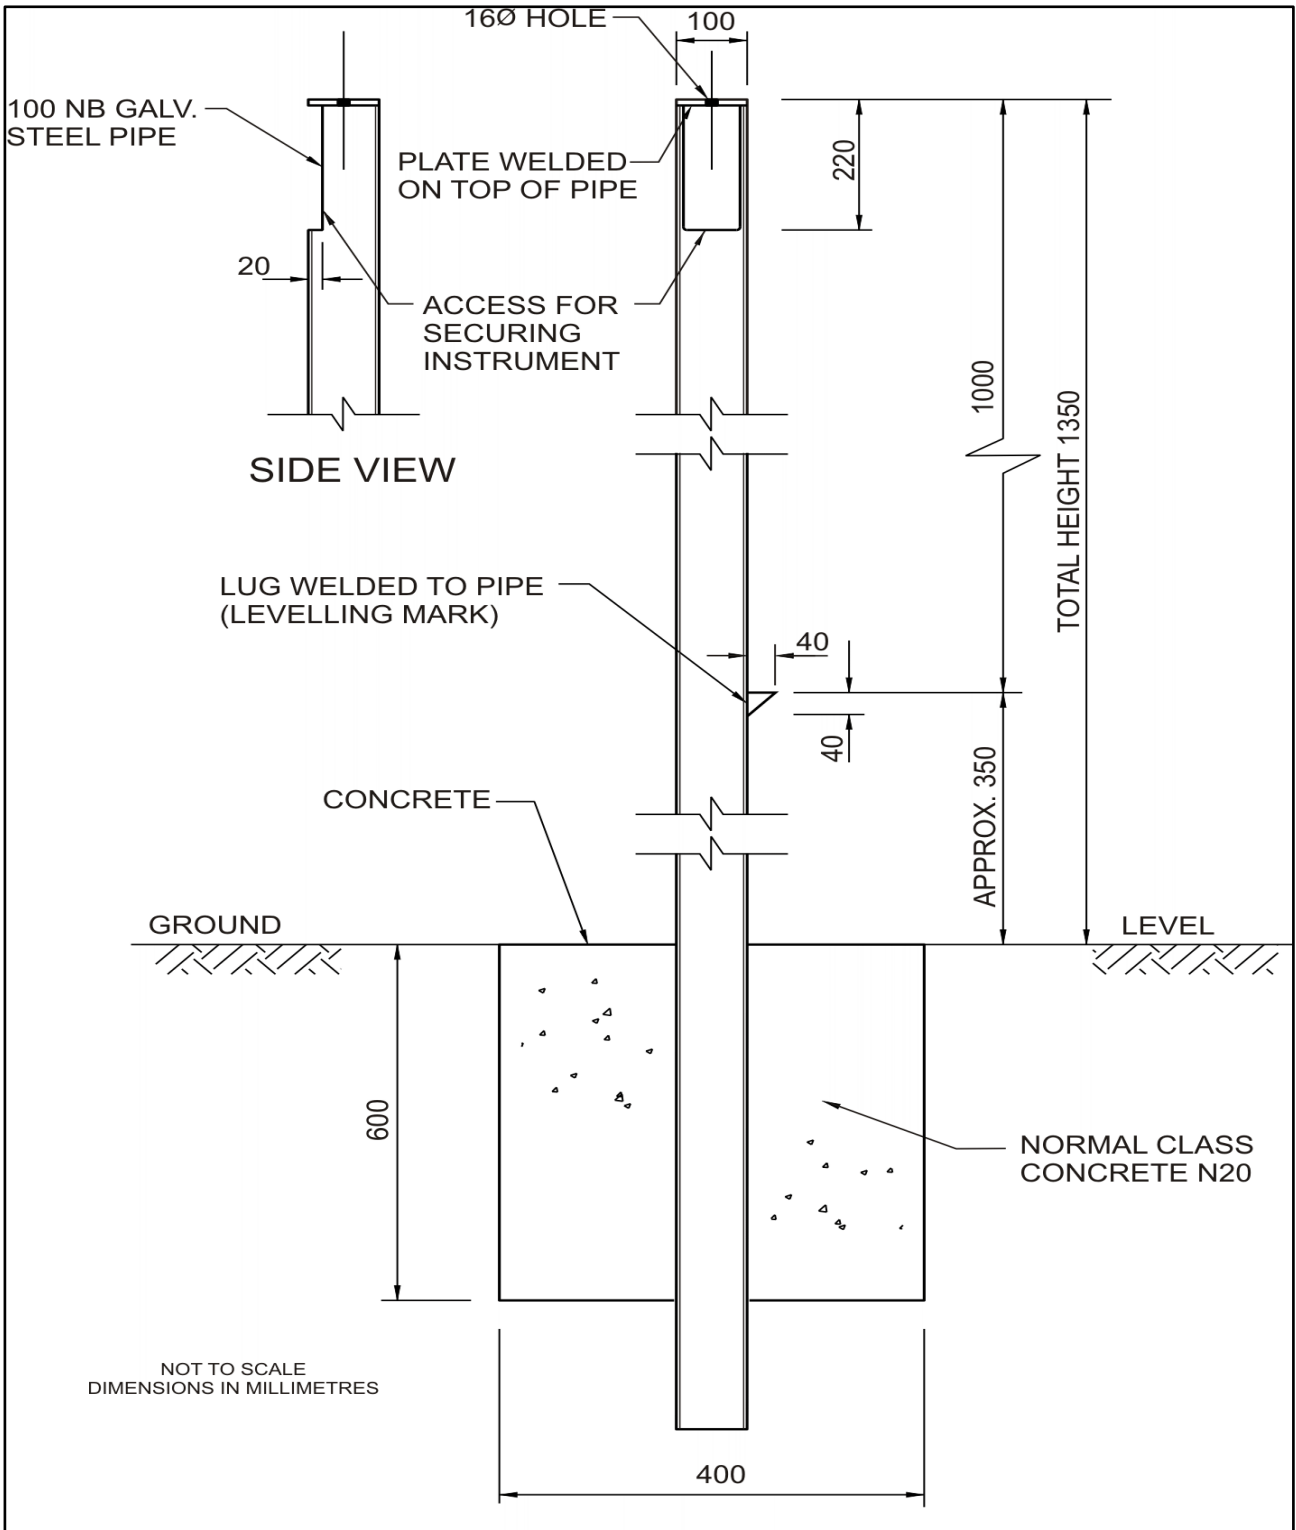 16Ø HOLE
100
100 NB GALV.
STEEL PIPE
PLATE WELDED
ON TOP OF PIPE
220
20
ACCESS FOR
SECURING
INSTRUMENT
1000
TOTAL HEIGHT 1350
SIDE VIEW
LUG WELDED TO PIPE
(LEVELLING MARK)
40
40
APPROX. 350
CONCRETE
GROUND
LEVEL
600
NORMAL CLASS
CONCRETE N20
NOT TO SCALE
DIMENSIONS IN MILLIMETRES
400